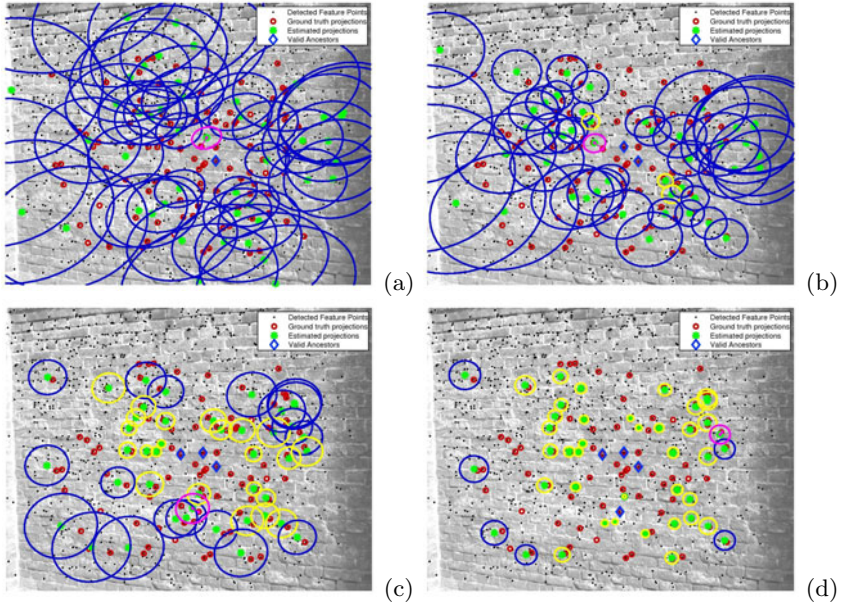 Detected Feature Points
Ground truth projections
Estimated projections
Valid Ancestors
(a)
Detected Feature Points
Ground truth projections
Estimated projections
Valid Ancestors
(b)
Detected Feature Points
Ground truth projections
Estimated projections
Valid Ancestors
(c)
Detected Feature Points
Ground truth projections
Estimated projections
Valid Ancestors
(d)